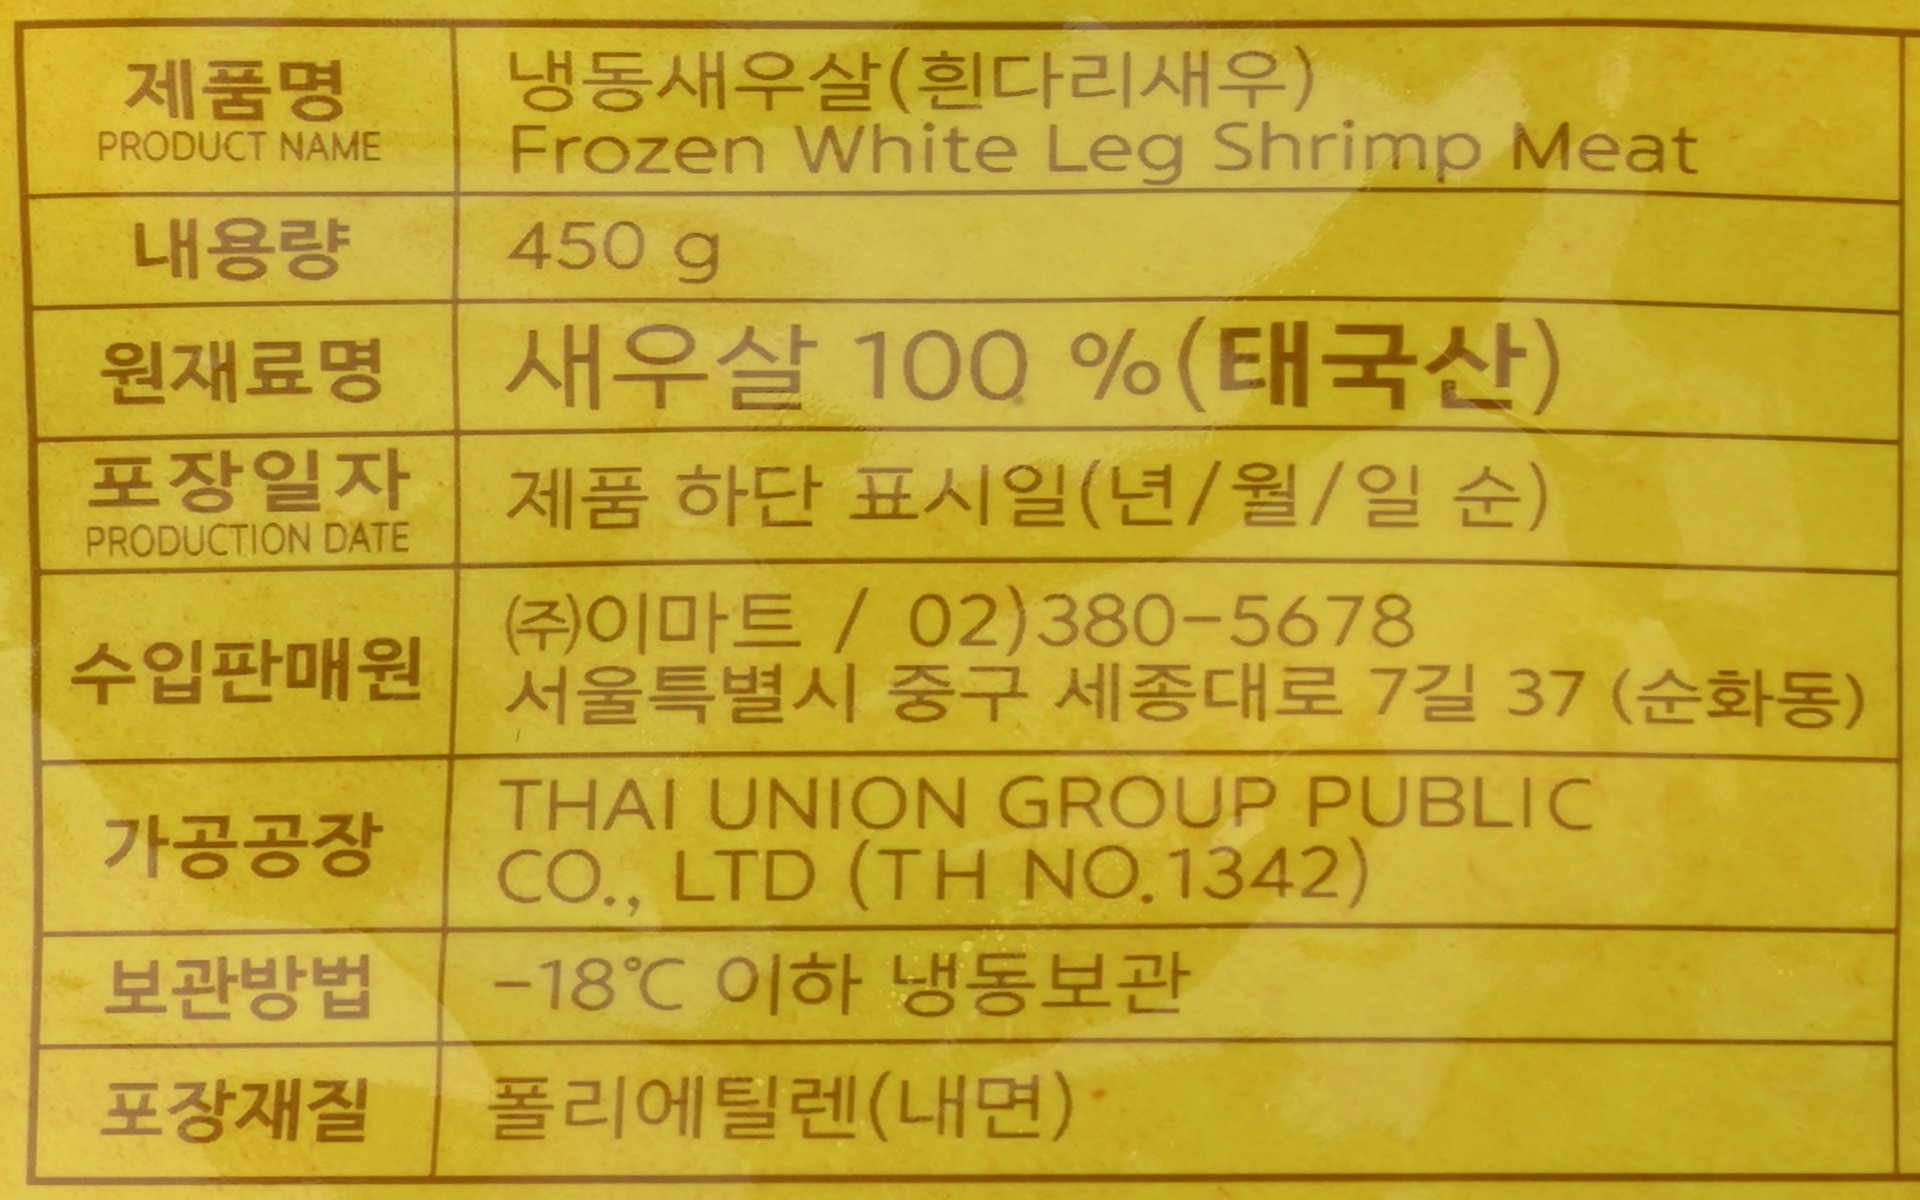 제품명
PRODUCT NAME
냉동새우살(흰다리새우)
Frozen White Leg Shrimp Meat
내용량
450 g
원재료명
새우살 100 %(태국산)
포장일자
PRODUCTION DATE
제품 하단 표시일(년/월/일 순)
수입판매원
㈜이마트 / 02)380-5678
서울특별시 중구 세종대로 7길 37 (순화동)
가공공장
THAI UNION GROUP PUBLIC
CO., LTD (TH NO.1342)
보관방법
-18℃ 이하 냉동보관
포장재질
폴리에틸렌(내면)